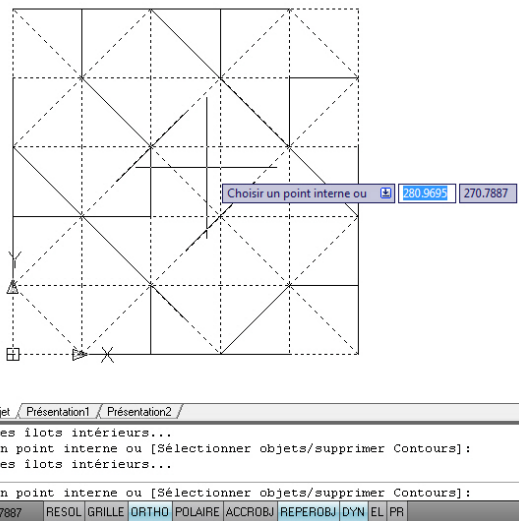 Choisir un point interne ou 280.9695 270.7887
Y
X
jet Présentation1 Présentation2
es îlots intérieurs...
n point interne ou [Sélectionner objets/supprimer Contours]:
es îlots intérieurs...
n point interne ou [Sélectionner objets/supprimer Contours]:
7887 RESOL GRILLE ORTHO POLAIRE ACCROBJ REPEROBJ DYN EL PR